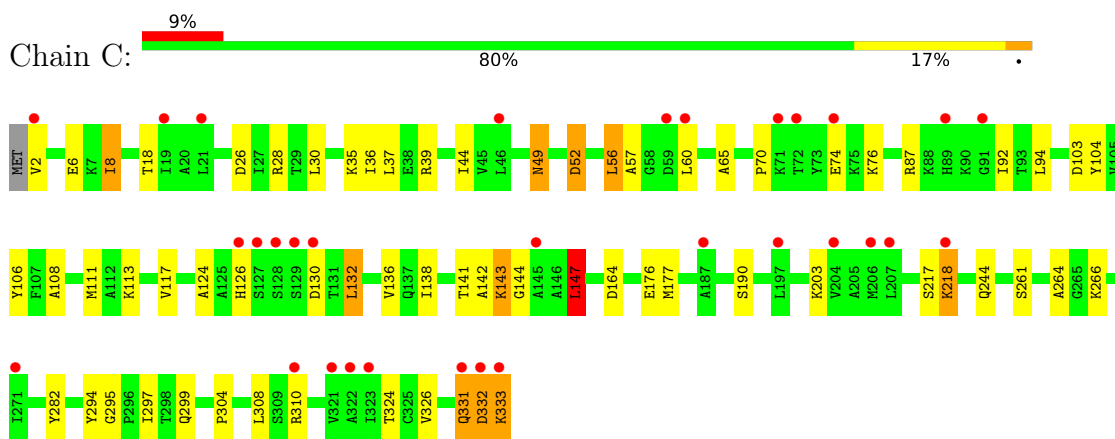 9%
Chain C:
80% 17% •
MET V2 E6 K7 I8 T18 I19 A20 L21 D26 I27 R28 T29 L30 K35 I36 L37 E38 R39 I44 V45 L46 N49 D52 L56 A57 G58 D59 L60 A65 P70 K71 T72 Y73 E74 K75 K76 R87 K88 H89 K90 G91 I92 T93 L94 D103 Y104 V105
Y106 F107 A108 M111 A112 K113 V117 A124 A125 H126 S127 S128 S129 D130 T131 L132 V136 Q137 I138 T141 A142 K143 G144 A145 A146 L147 D164 E176 M177 S190 A187 L197 K203 V204 A205 M206 L207 S217 K218 Q244 S261 A264 G265 K266
I271 Y282 Y294 G295 P296 I297 T298 Q299 P304 L308 S309 R310 V321 A322 I323 T324 C325 V326 Q331 D332 K333